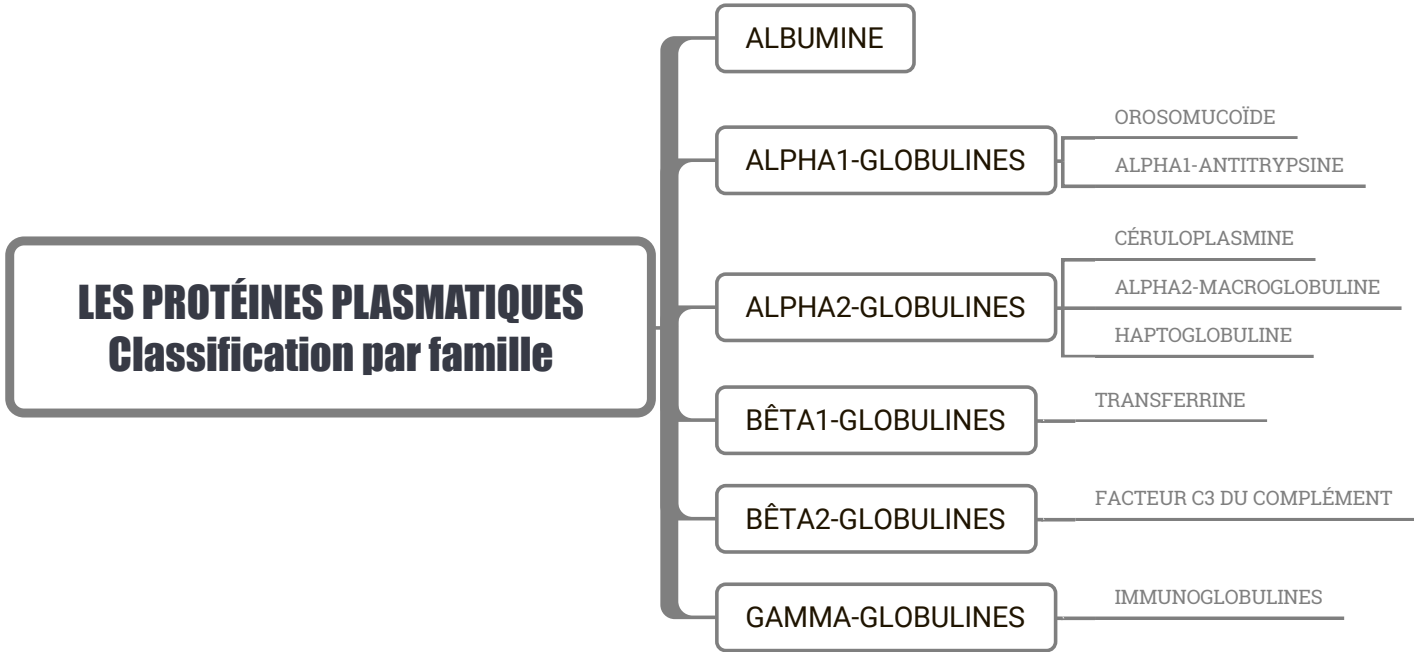 LES PROTÉINES PLASMATIQUES
Classification par famille
ALBUMINE
ALPHA1-GLOBULINES
OROSOMUCOÏDE
ALPHA1-ANTITRYPSINE
ALPHA2-GLOBULINES
CÉRULOPLASMINE
ALPHA2-MACROGLOBULINE
HAPTOGLOBULINE
BÊTA1-GLOBULINES
TRANSFERRINE
BÊTA2-GLOBULINES
FACTEUR C3 DU COMPLÉMENT
GAMMA-GLOBULINES
IMMUNOGLOBULINES